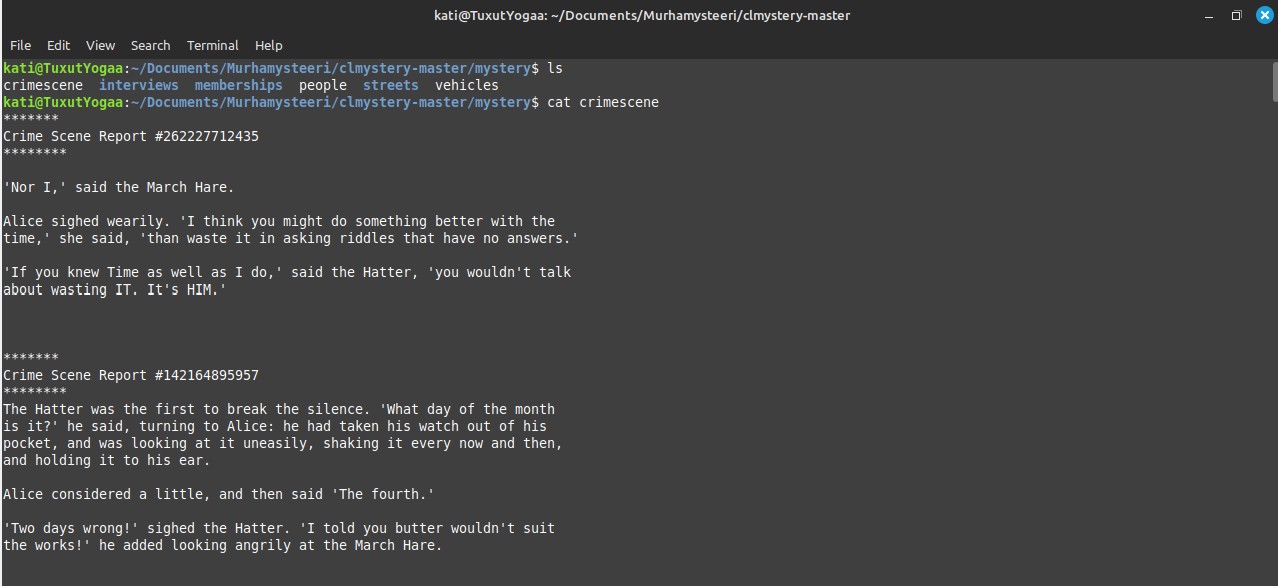 kati@TuxutYogaa: ~/Documents/Murhamysteeri/clmystery-master
File Edit View Search Terminal Help
kati@TuxutYogaa:~/Documents/Murhamysteeri/clmystery-master/mystery$ ls
crimescene interviews memberships people streets vehicles
kati@TuxutYogaa:~/Documents/Murhamysteeri/clmystery-master/mystery$ cat crimescene
*******
Crime Scene Report #262227712435
********
'Nor I,' said the March Hare.
Alice sighed wearily. 'I think you might do something better with the
time,' she said, 'than waste it in asking riddles that have no answers.'
'If you knew Time as well as I do,' said the Hatter, 'you wouldn't talk
about wasting IT. It's HIM.'
*******
Crime Scene Report #142164895957
********
The Hatter was the first to break the silence. 'What day of the month
is it?' he said, turning to Alice: he had taken his watch out of his
pocket, and was looking at it uneasily, shaking it every now and then,
and holding it to his ear.
Alice considered a little, and then said 'The fourth.'
'Two days wrong!' sighed the Hatter. 'I told you butter wouldn't suit
the works!' he added looking angrily at the March Hare.